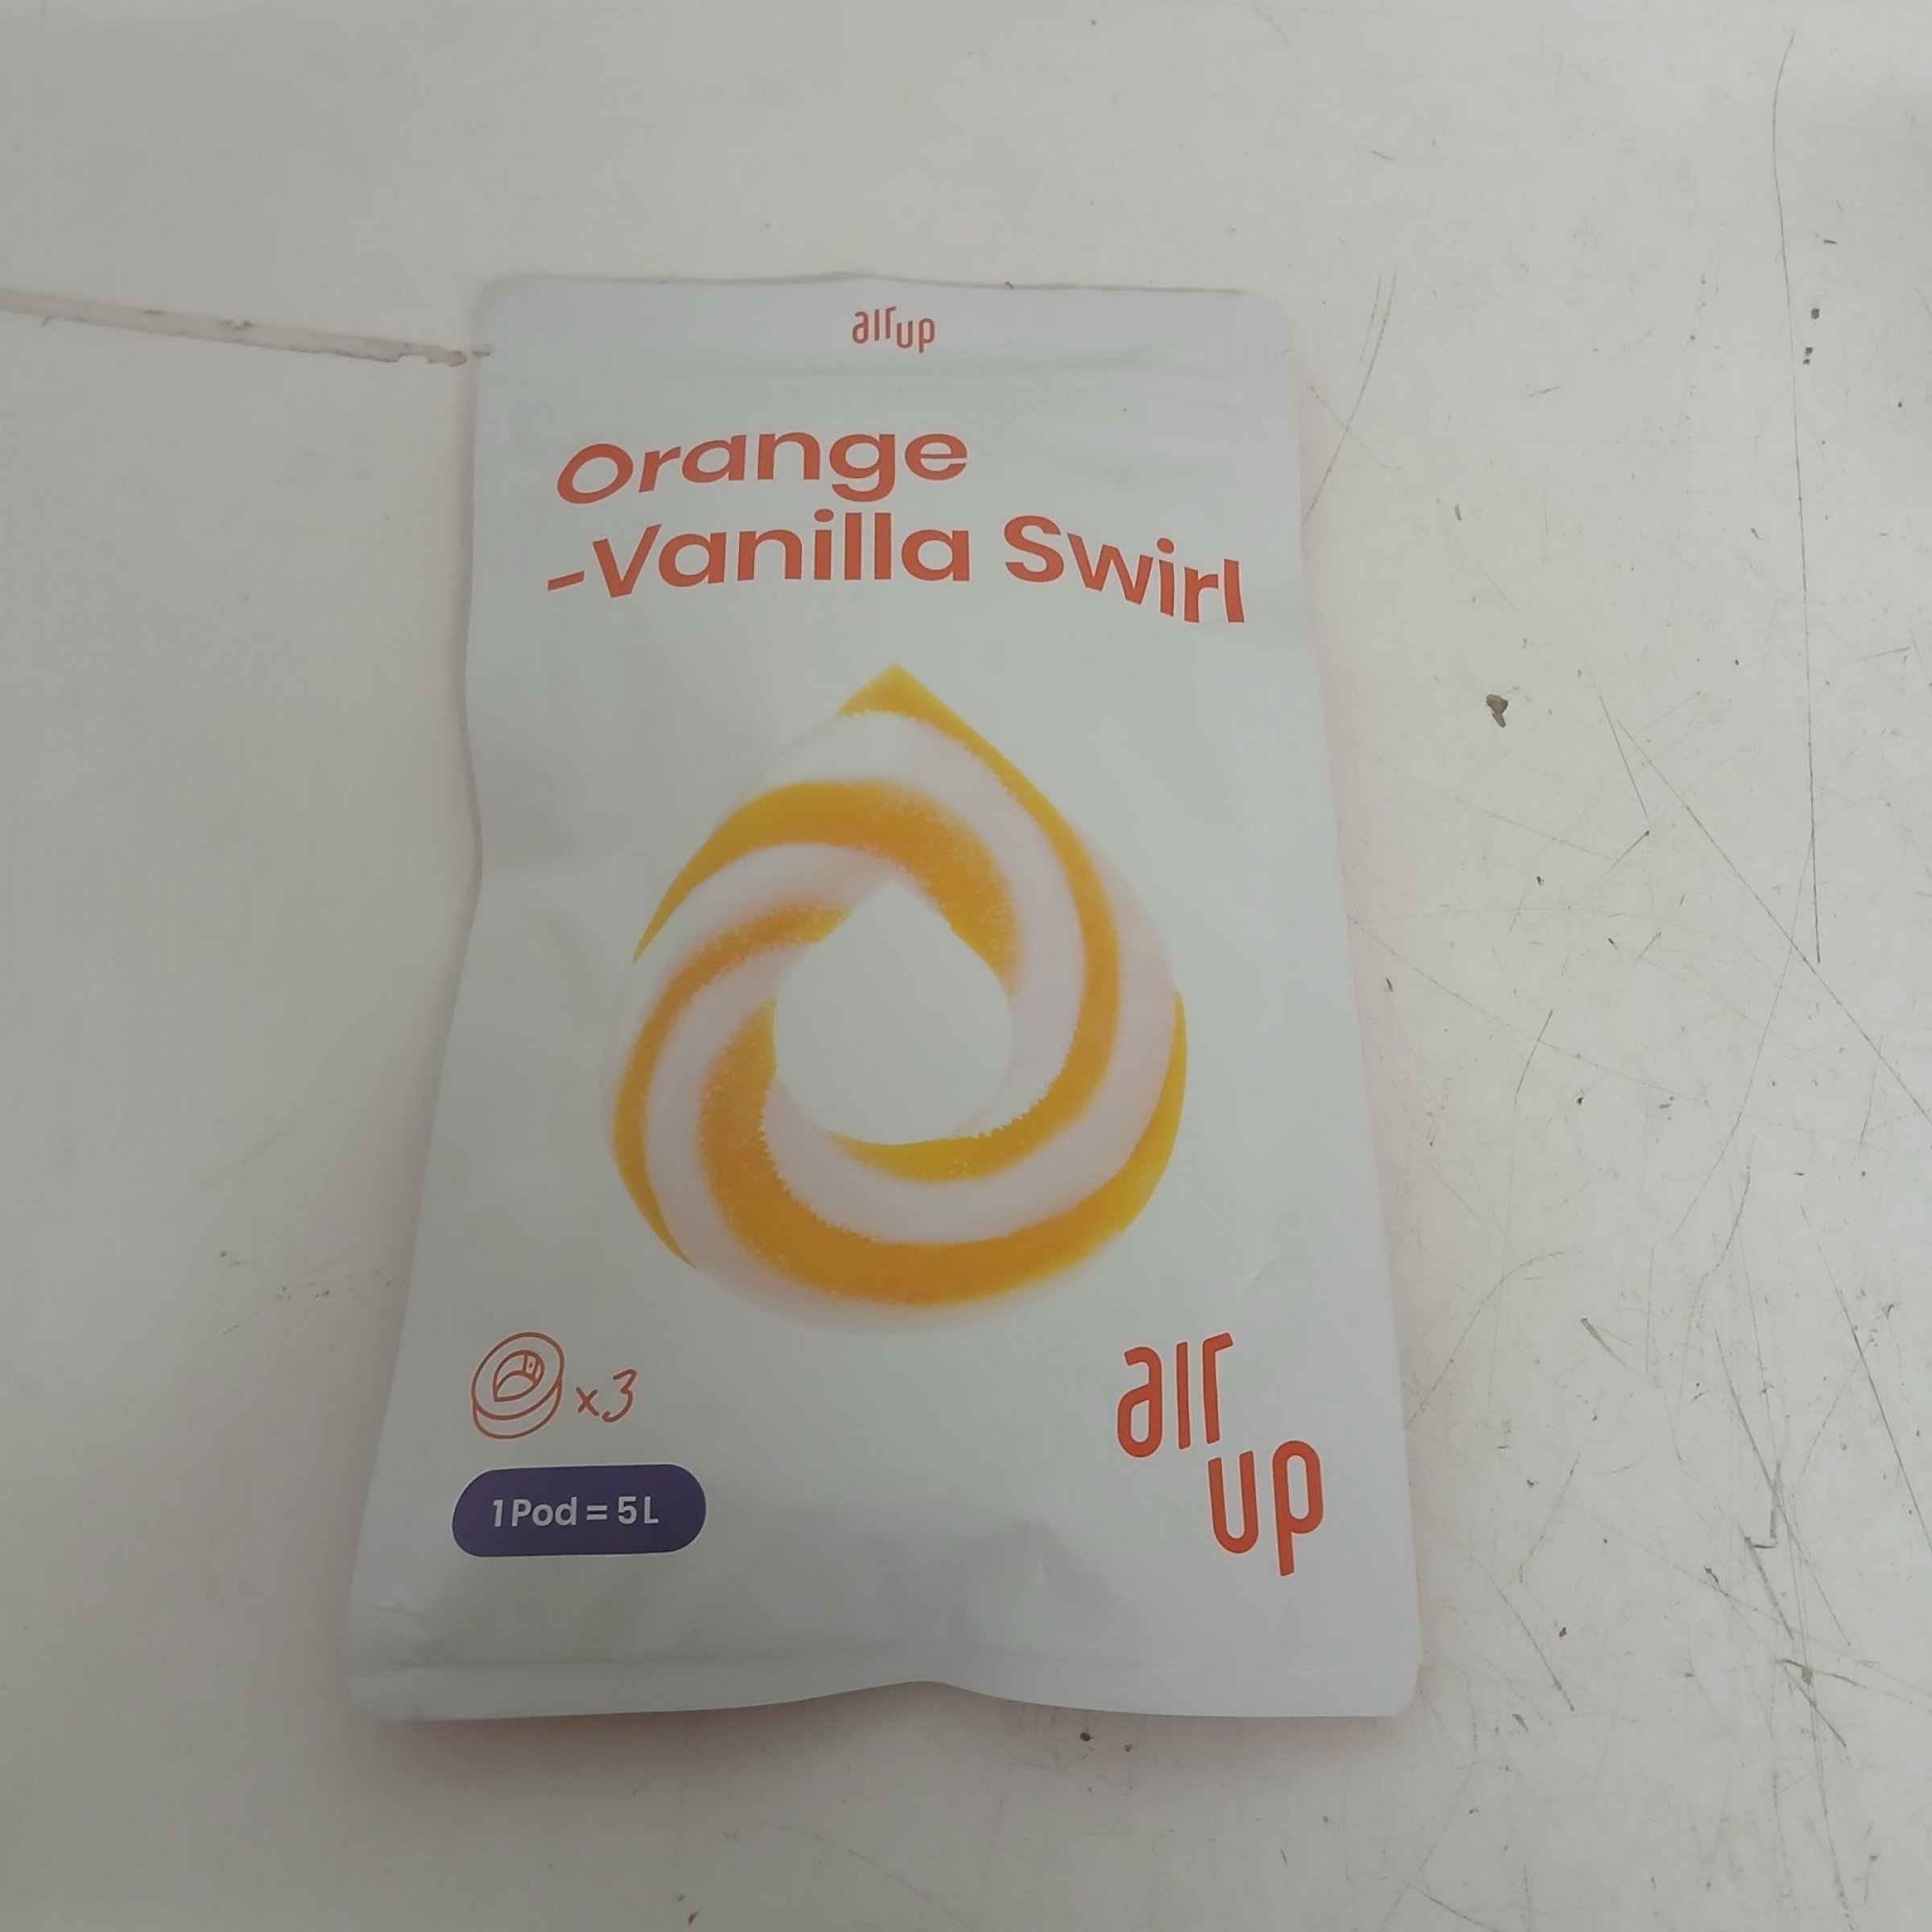 air up
Orange
-Vanilla Swirl
x3
1 Pod = 5 L
air
up